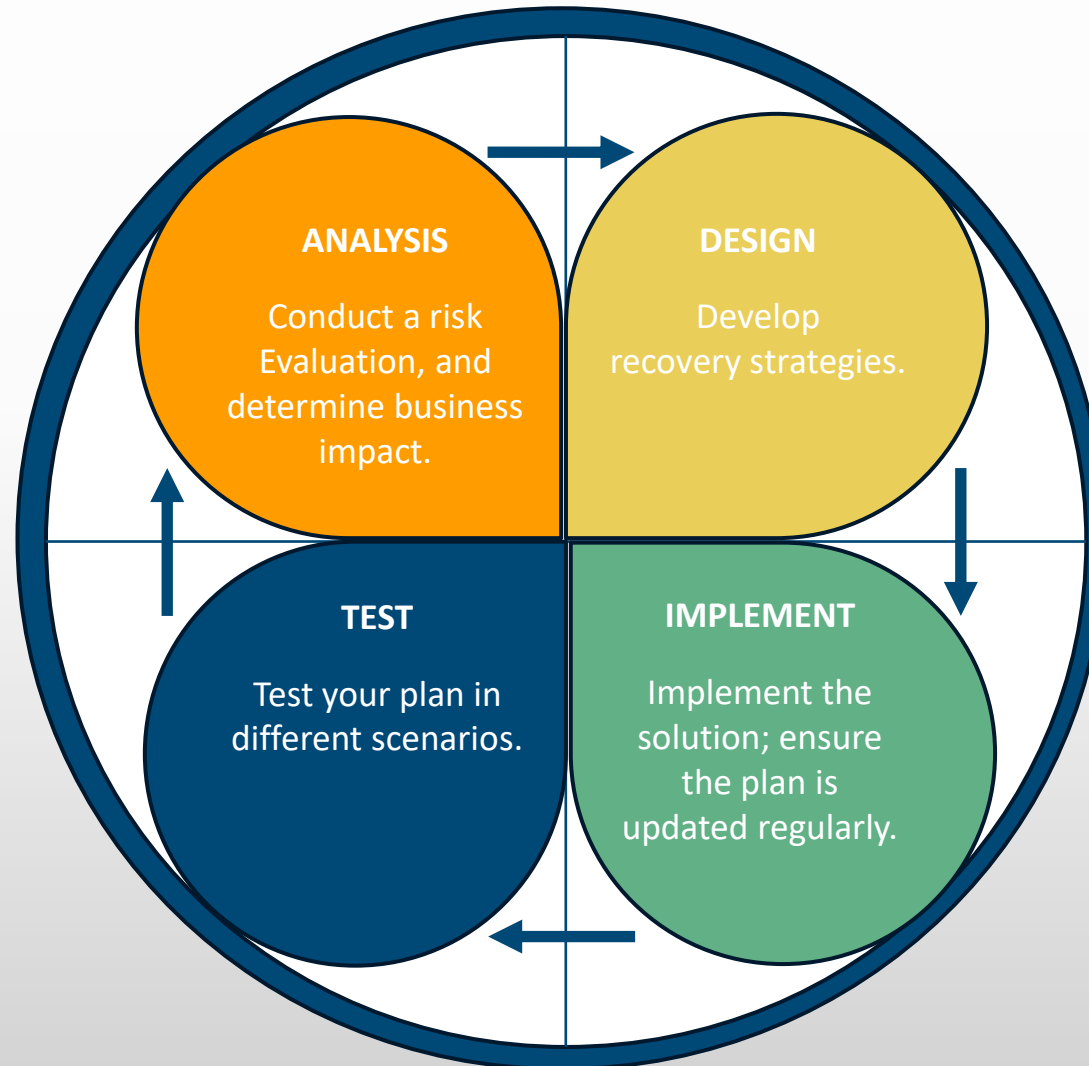 ANALYSIS
Conduct a risk
Evaluation, and
determine business
impact.
DESIGN
Develop
recovery strategies.
TEST
Test your plan in
different scenarios.
IMPLEMENT
Implement the
solution; ensure
the plan is
updated regularly.